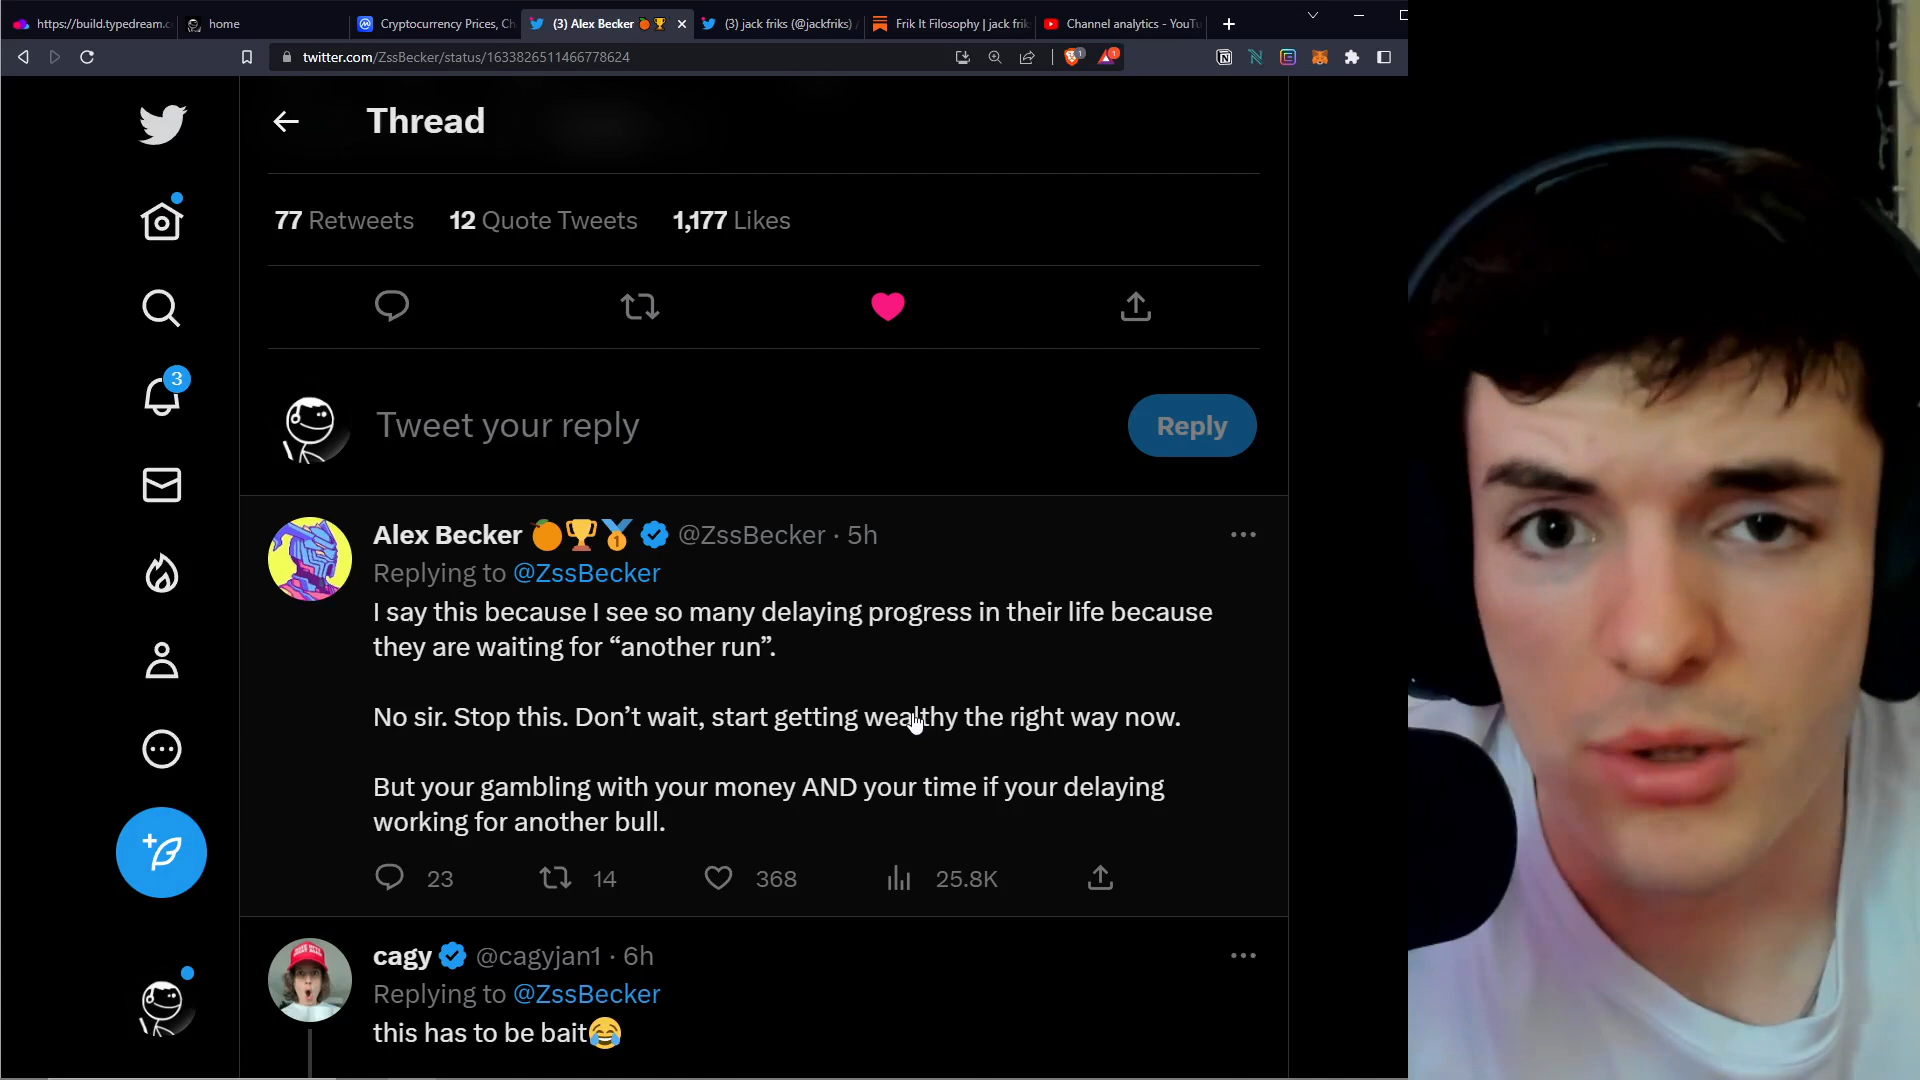 https://build.typedream.c
home
Cryptocurrency Prices, Ch
(3) Alex Becker 🍊🏆
(3) jack friks (@jackfriks) /
Frik It Filosophy | jack frik
Channel analytics - YouTu
twitter.com/ZssBecker/status/1633826511466778624
1
1
Thread
77 Retweets 12 Quote Tweets 1,177 Likes
3
Tweet your reply
Reply
Alex Becker 🍊🏆🥇 @ZssBecker · 5h
Replying to @ZssBecker
I say this because I see so many delaying progress in their life because
they are waiting for “another run”.
No sir. Stop this. Don’t wait, start getting wealthy the right way now.
But your gambling with your money AND your time if your delaying
working for another bull.
23 14 368 25.8K
cagy @cagyjan1 · 6h
Replying to @ZssBecker
this has to be bait😂